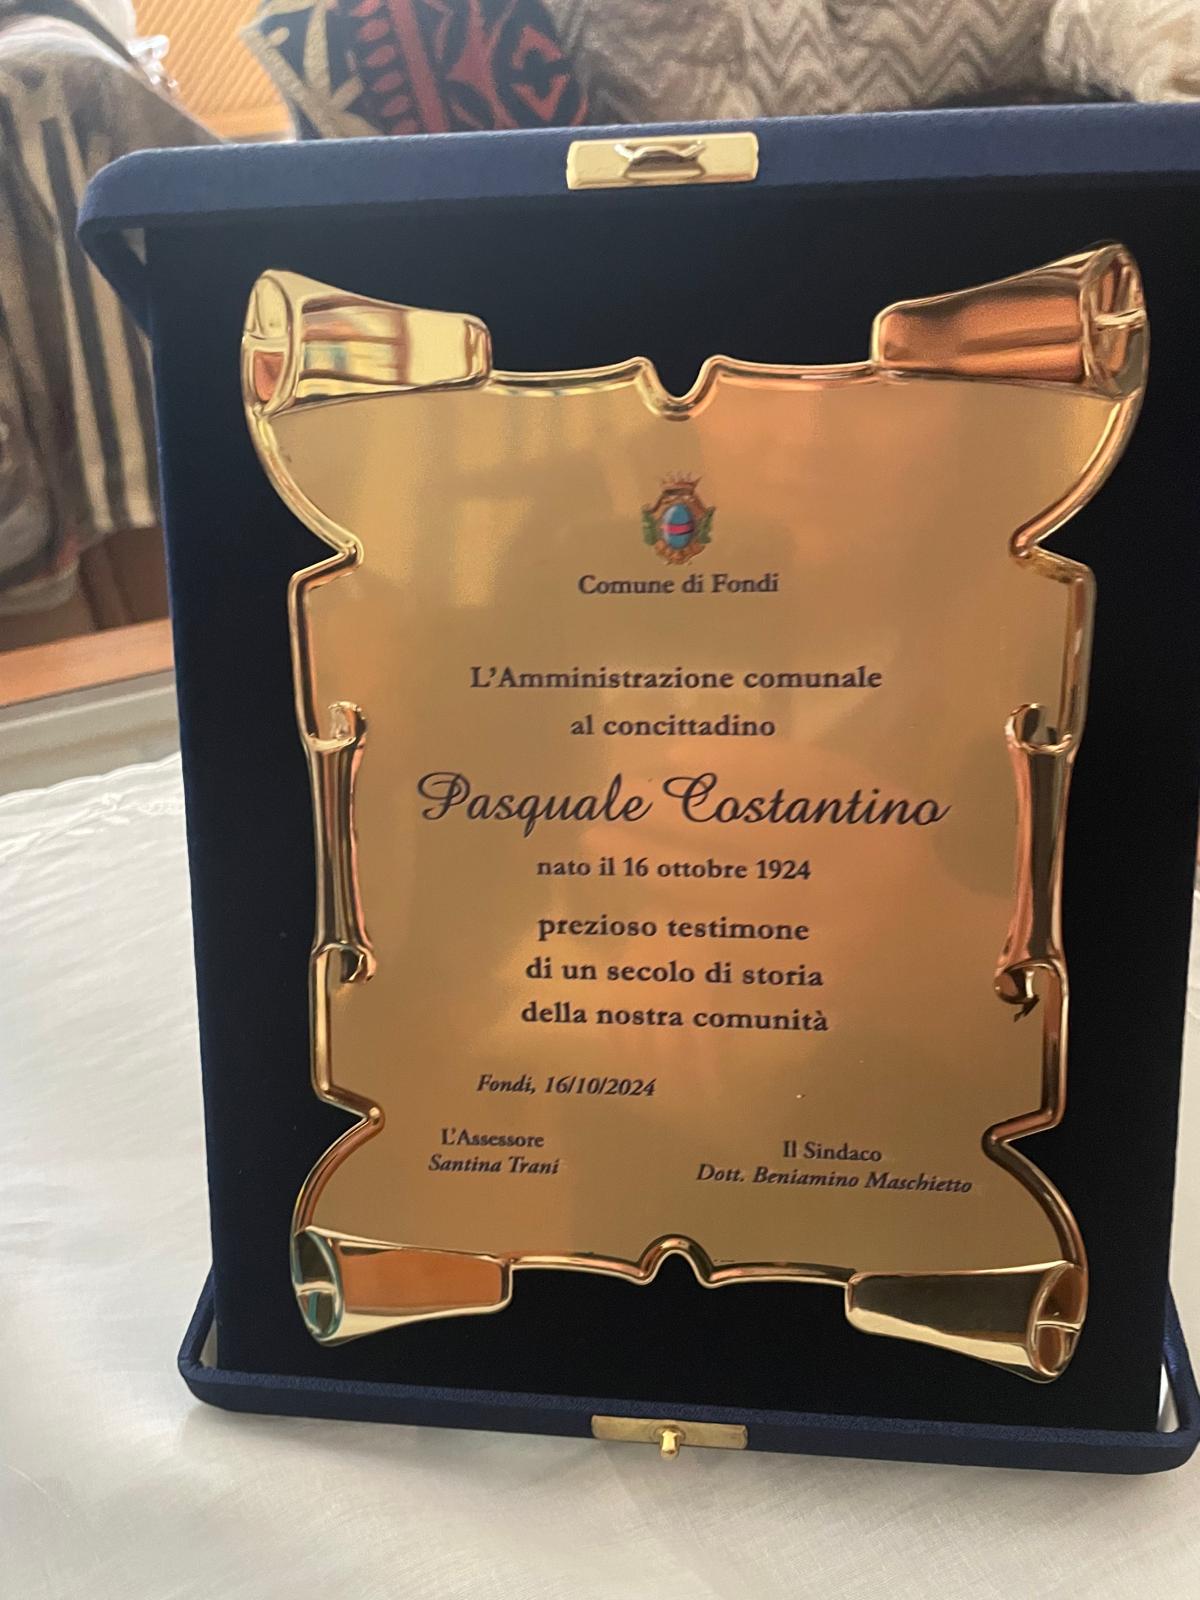 Comune di Fondi
L'Amministrazione comunale
al concittadino
Pasquale Costantino
nato il 16 ottobre 1924
prezioso testimone
di un secolo di storia
della nostra comunità
Fondi, 16/10/2024
L'Assessore
Santina Trani
Il Sindaco
Dott. Beniamino Maschietto